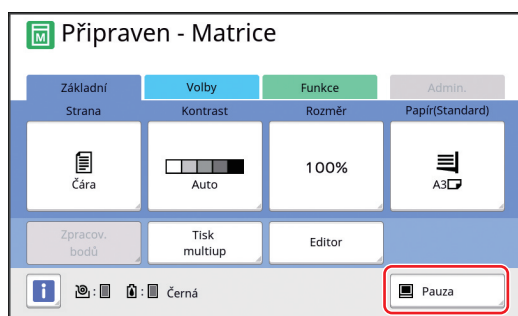 M Připraven - Matrice
Základní Volby Funkce Admin.
Strana Kontrast Rozměr Papír(Standard)
Čára Auto 100% A3
Zpracov. bodů Tisk multiup Editor
i : : Černá Pauza